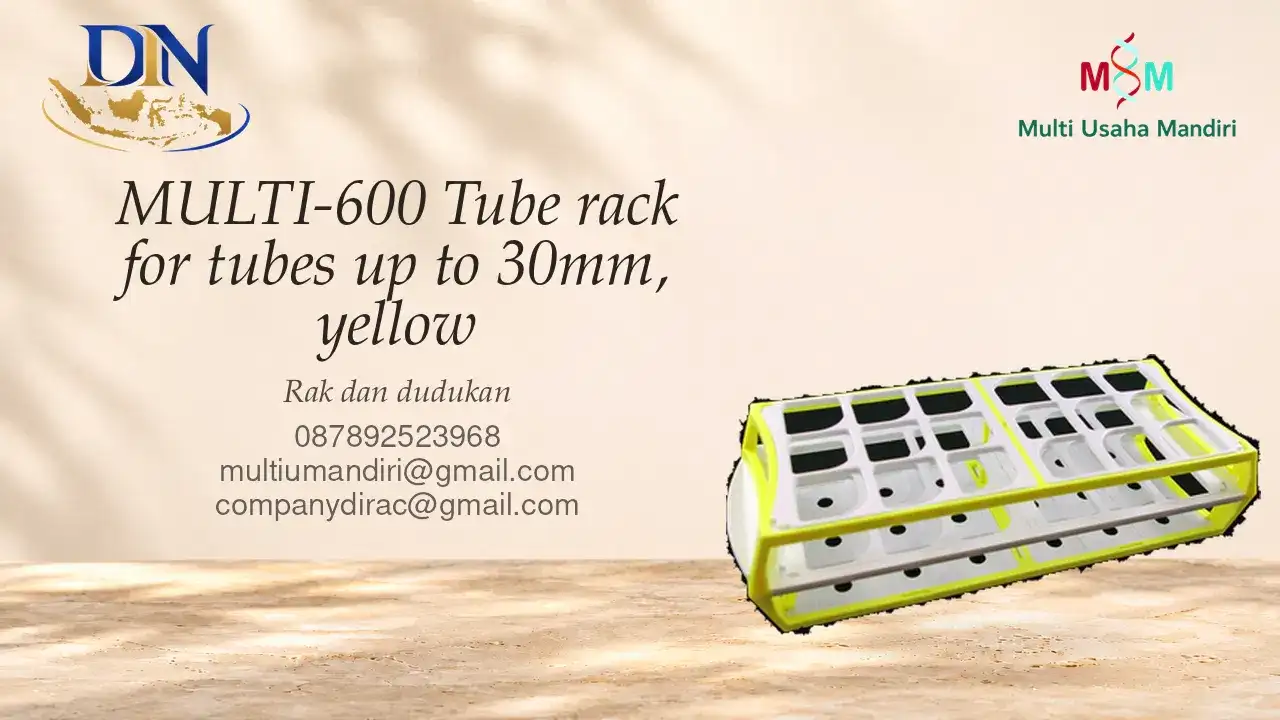 DN
M M
Multi Usaha Mandiri
MULTI-600 Tube rack
for tubes up to 30mm,
yellow
Rak dan dudukan
087892523968
multiumandiri@gmail.com
companydirac@gmail.com